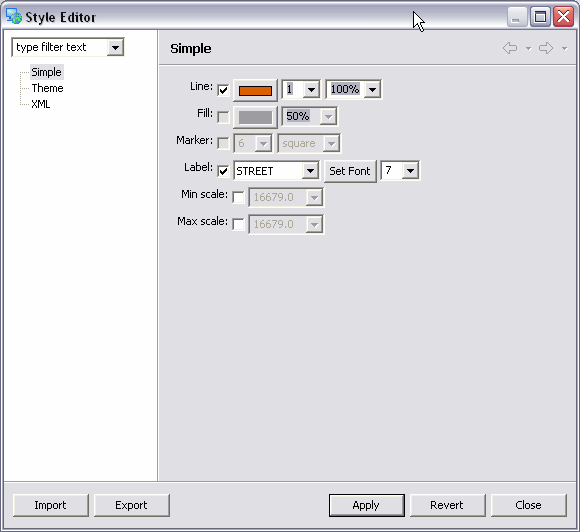 Style Editor
type filter text
Simple
Theme
XML
Simple
Line: 1 100%
Fill: 50%
Marker: 6 square
Label: STREET Set Font 7
Min scale: 16679.0
Max scale: 16679.0
Import Export Apply Revert Close